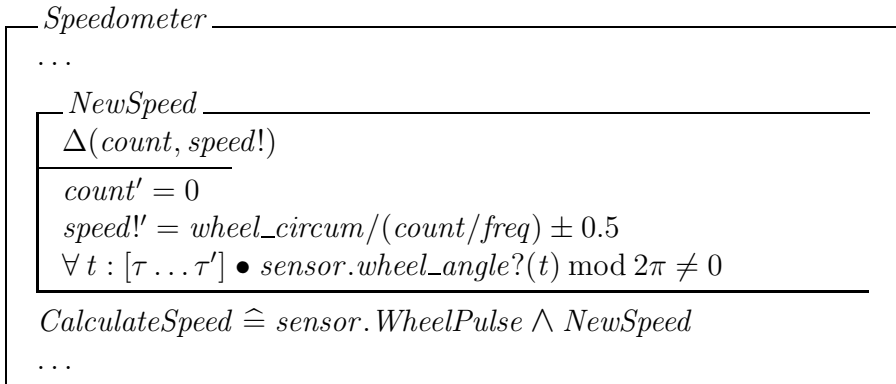 Speedometer
...
NewSpeed
Δ(count, speed!)
count′ = 0
speed!′ = wheel_circum/(count/freq) ± 0.5
∀ t : [τ . . . τ′] • sensor.wheel_angle?(t) mod 2π ≠ 0
CalculateSpeed ≙ sensor.WheelPulse ∧ NewSpeed
...